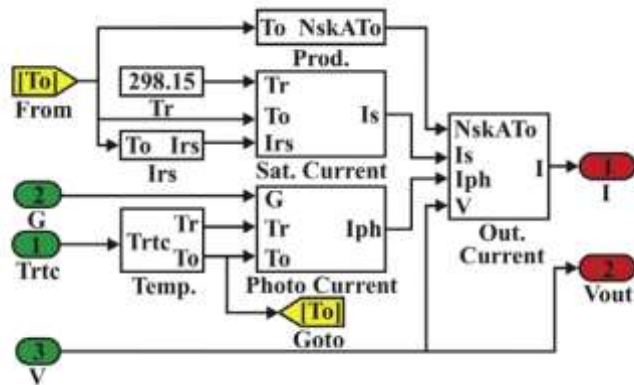 To NskATo
Prod.
[To]
From
298.15
Tr
To Irs
Irs
Tr
To
Irs
Is
Sat. Current
NskATo
Is
Iph
V
I
Out.
Current
1
I
2
G
1
Trtc
Trtc
Tr
To
Temp.
G
Tr
To
Iph
Photo Current
[To]
Goto
2
Vout
3
V